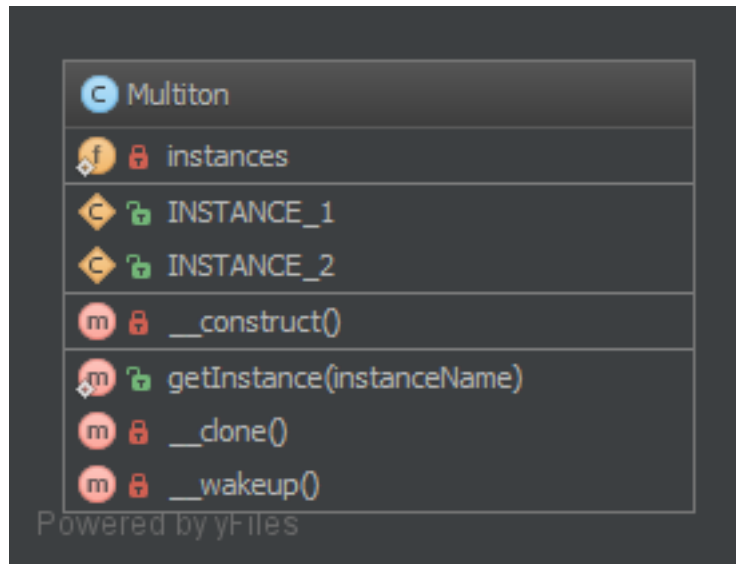 C Multiton
f instances
C INSTANCE_1
C INSTANCE_2
m __construct()
m getInstance(instanceName)
m __clone()
m __wakeup()
Powered by yFiles